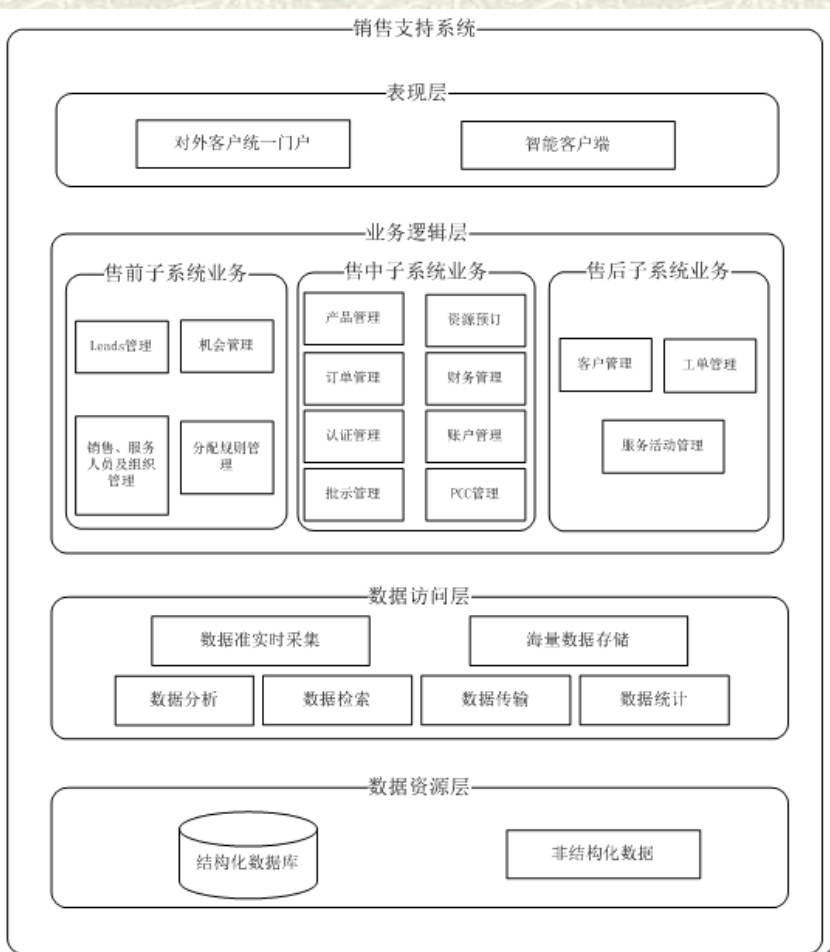 销售支持系统
表现层
对外客户统一门户
智能客户端
业务逻辑层
售前子系统业务
Leads管理
机会管理
销售、服务
人员及组织
管理
分配规则管
理
售中子系统业务
产品管理
资源预订
订单管理
财务管理
认证管理
账户管理
批示管理
PCC管理
售后子系统业务
客户管理
工单管理
服务活动管理
数据访问层
数据准实时采集
海量数据存储
数据分析
数据检索
数据传输
数据统计
数据资源层
结构化数据库
非结构化数据